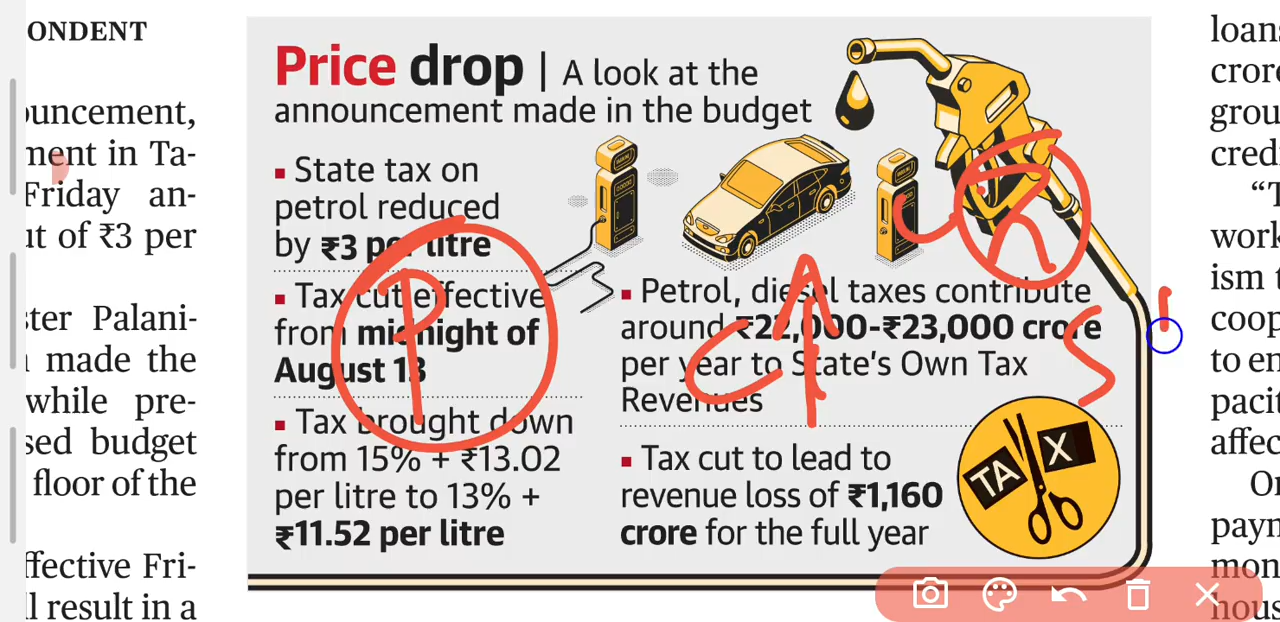 ONDENT
ouncement,
ment in Ta-
Friday an-
ut of ₹3 per
ster Palani-
made the
while pre-
sed budget
floor of the
ffective Fri-
l result in a
Price drop | A look at the
announcement made in the budget
▪ State tax on
petrol reduced
by ₹3 per litre
▪ Tax cut effective
from midnight of
August 13
▪ Tax brought down
from 15% + ₹13.02
per litre to 13% +
₹11.52 per litre
▪ Petrol, diesel taxes contribute
around ₹22,000-₹23,000 crore
per year to State's Own Tax
Revenues
▪ Tax cut to lead to
revenue loss of ₹1,160
crore for the full year
TAX
P
R
S
loans
crore
grou
credi
“T
work
ism t
coop
to en
pacit
affec
On
payn
mon
hous